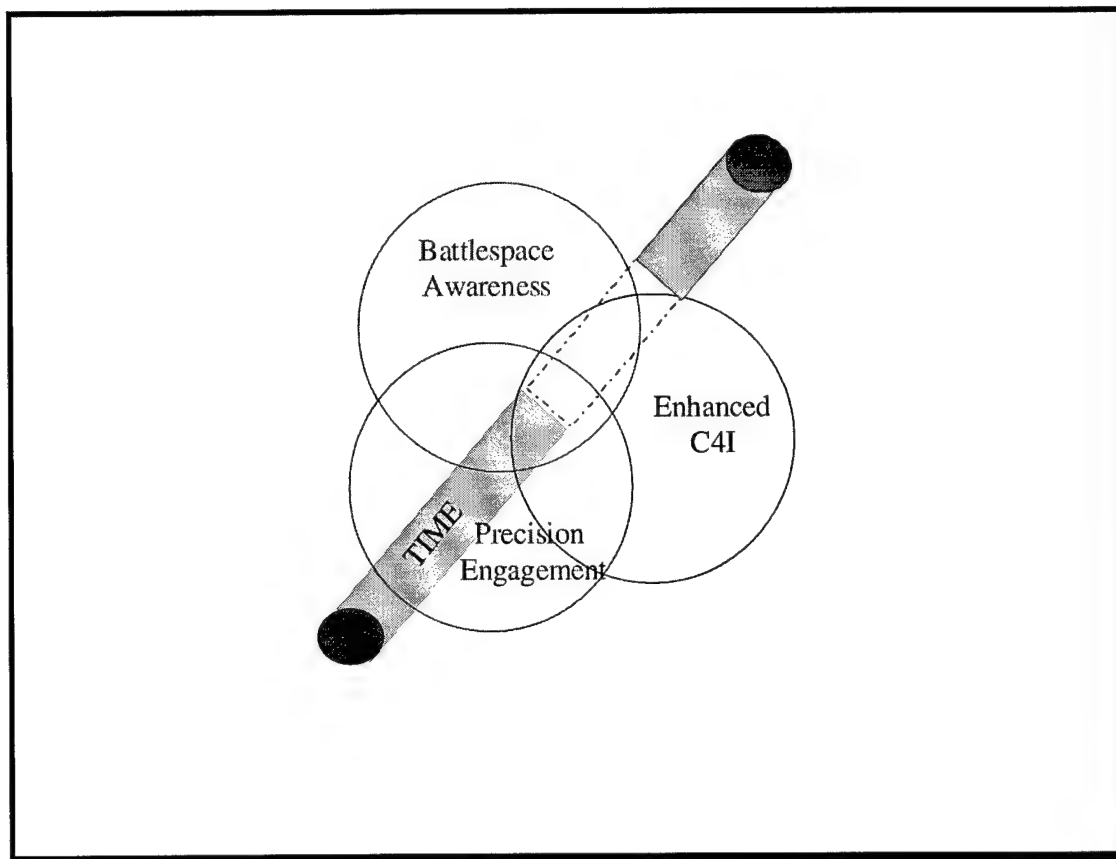 Battlespace
Awareness
Enhanced
C4I
TIME
Precision
Engagement